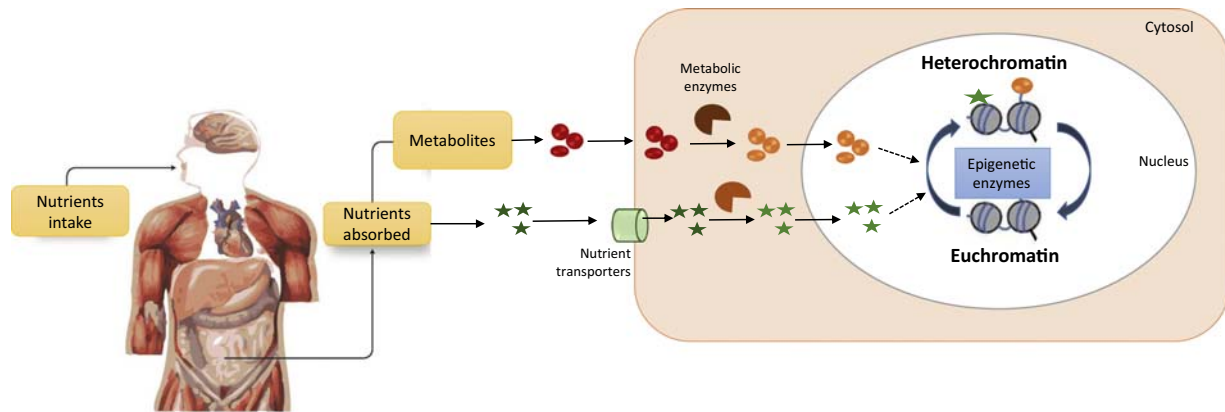 Cytosol
Heterochromatin
Metabolic
enzymes
Metabolites
Nucleus
Epigenetic
enzymes
Nutrients
intake
Nutrients
absorbed
Nutrient
transporters
Euchromatin